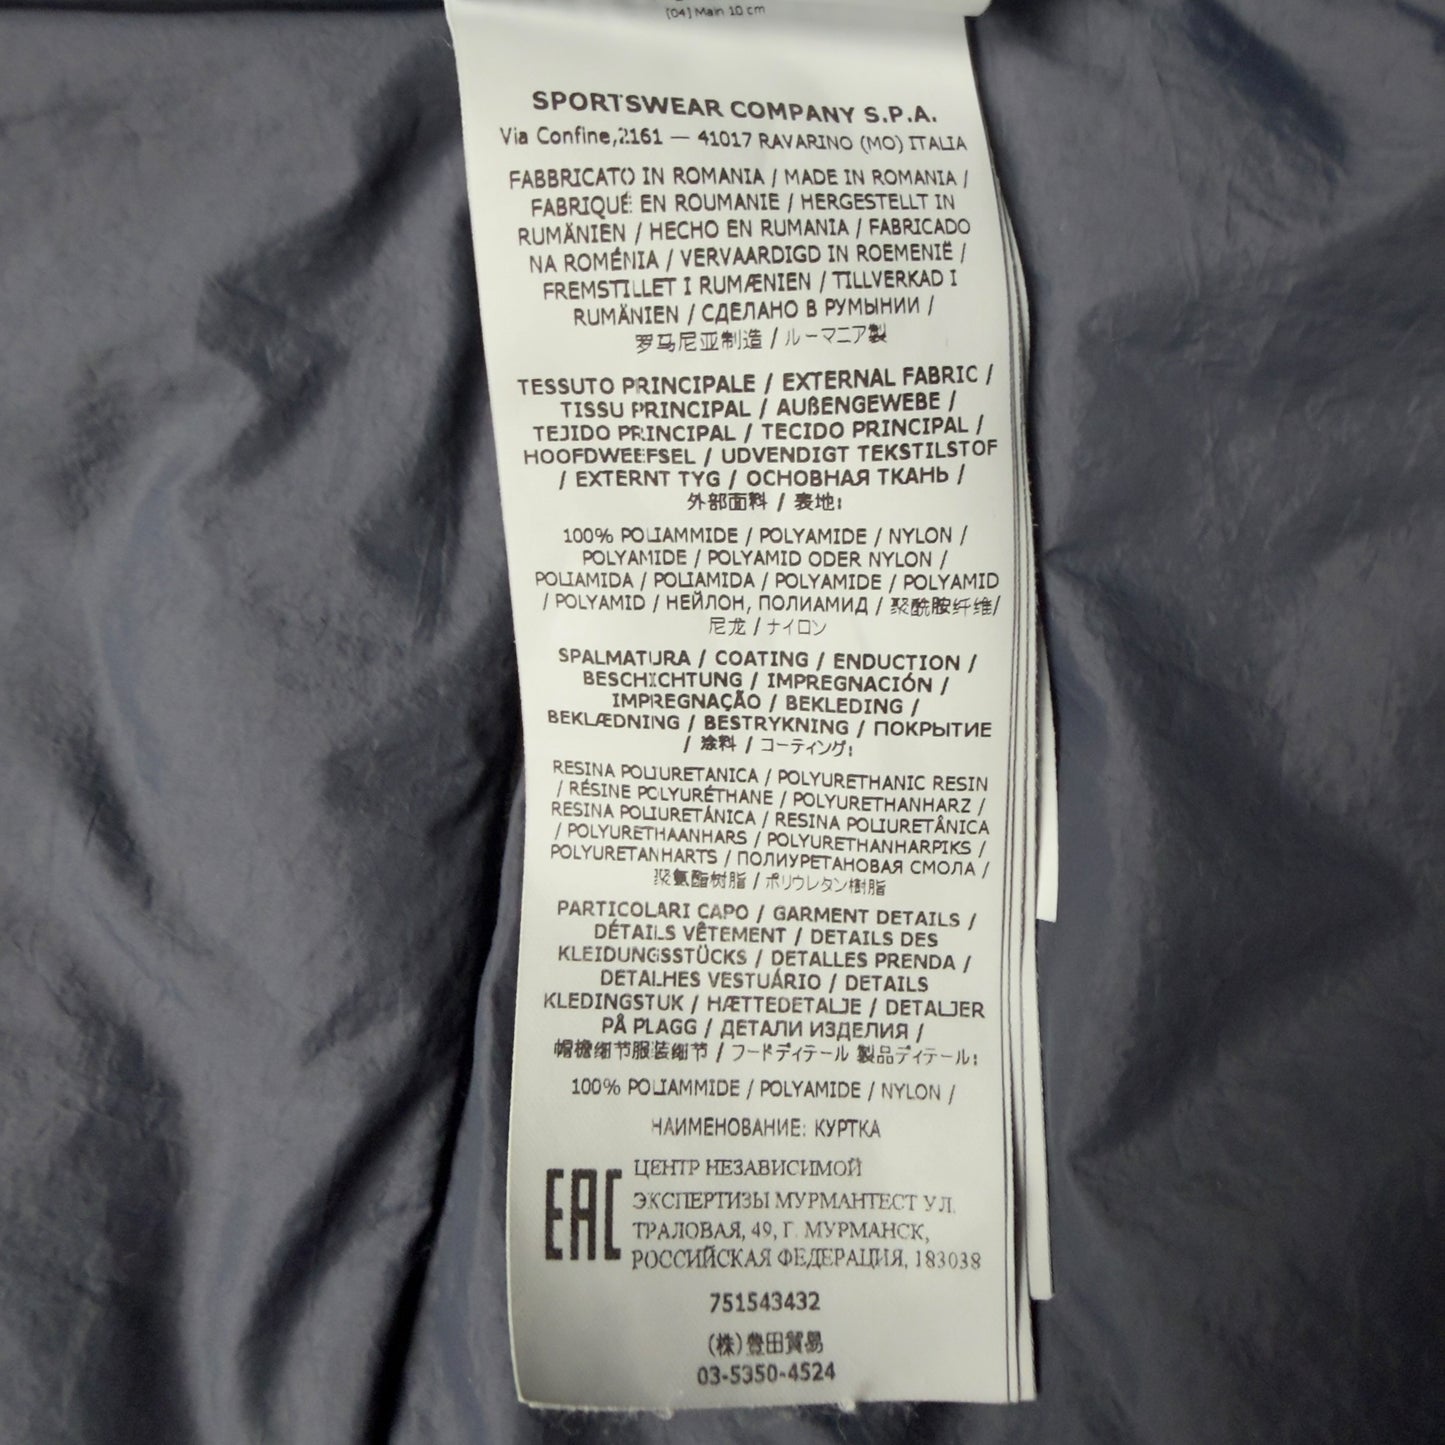 [04] Main 10 cm
SPORTSWEAR COMPANY S.P.A.
Via Confine,2161 — 41017 RAVARINO (MO) ITALIA
FABBRICATO IN ROMANIA / MADE IN ROMANIA /
FABRIQUÉ EN ROUMANIE / HERGESTELLT IN
RUMÄNIEN / HECHO EN RUMANIA / FABRICADO
NA ROMÉNIA / VERVAARDIGD IN ROEMENIË /
FREMSTILLET I RUMÆNIEN / TILLVERKAD I
RUMÄNIEN / СДЕЛАНО В РУМЫНИИ /
罗马尼亚制造 / ルーマニア製
TESSUTO PRINCIPALE / EXTERNAL FABRIC /
TISSU PRINCIPAL / AUßENGEWEBE /
TEJIDO PRINCIPAL / TECIDO PRINCIPAL /
HOOFDWEEFSEL / UDVENDIGT TEKSTILSTOF
/ EXTERNT TYG / ОСНОВНАЯ ТКАНЬ /
外部面料 / 表地:
100% POLIAMMIDE / POLYAMIDE / NYLON /
POLYAMIDE / POLYAMID ODER NYLON /
POLIAMIDA / POLIAMIDA / POLYAMIDE / POLYAMID
/ POLYAMID / НЕЙЛОН, ПОЛИАМИД / 聚酰胺纤维/
尼龙 / ナイロン
SPALMATURA / COATING / ENDUCTION /
BESCHICHTUNG / IMPREGNACIÓN /
IMPREGNAÇÃO / BEKLEDING /
BEKLÆDNING / BESTRYKNING / ПОКРЫТИЕ
/ 涂料 / コーティング:
RESINA POLIURETANICA / POLYURETHANIC RESIN
/ RÉSINE POLYURÉTHANE / POLYURETHANHARZ /
RESINA POLIURETÁNICA / RESINA POLIURETÂNICA
/ POLYURETHAANHARS / POLYURETHANHARPIKS /
POLYURETANHARTS / ПОЛИУРЕТАНОВАЯ СМОЛА /
聚氨酯树脂 / ポリウレタン樹脂
PARTICOLARI CAPO / GARMENT DETAILS /
DÉTAILS VÊTEMENT / DETAILS DES
KLEIDUNGSSTÜCKS / DETALLES PRENDA /
DETALHES VESTUÁRIO / DETAILS
KLEDINGSTUK / HÆTTEDETALJE / DETALJER
PÅ PLAGG / ДЕТАЛИ ИЗДЕЛИЯ /
帽檐细节服装细节 / フードディテール 製品ディテール:
100% POLIAMMIDE / POLYAMIDE / NYLON /
НАИМЕНОВАНИЕ: КУРТКА
EAC
ЦЕНТР НЕЗАВИСИМОЙ
ЭКСПЕРТИЗЫ МУРМАНТЕСТ УЛ.
ТРАЛОВАЯ, 49, Г. МУРМАНСК,
РОССИЙСКАЯ ФЕДЕРАЦИЯ, 183038
751543432
(株)豊田貿易
03-5350-4524